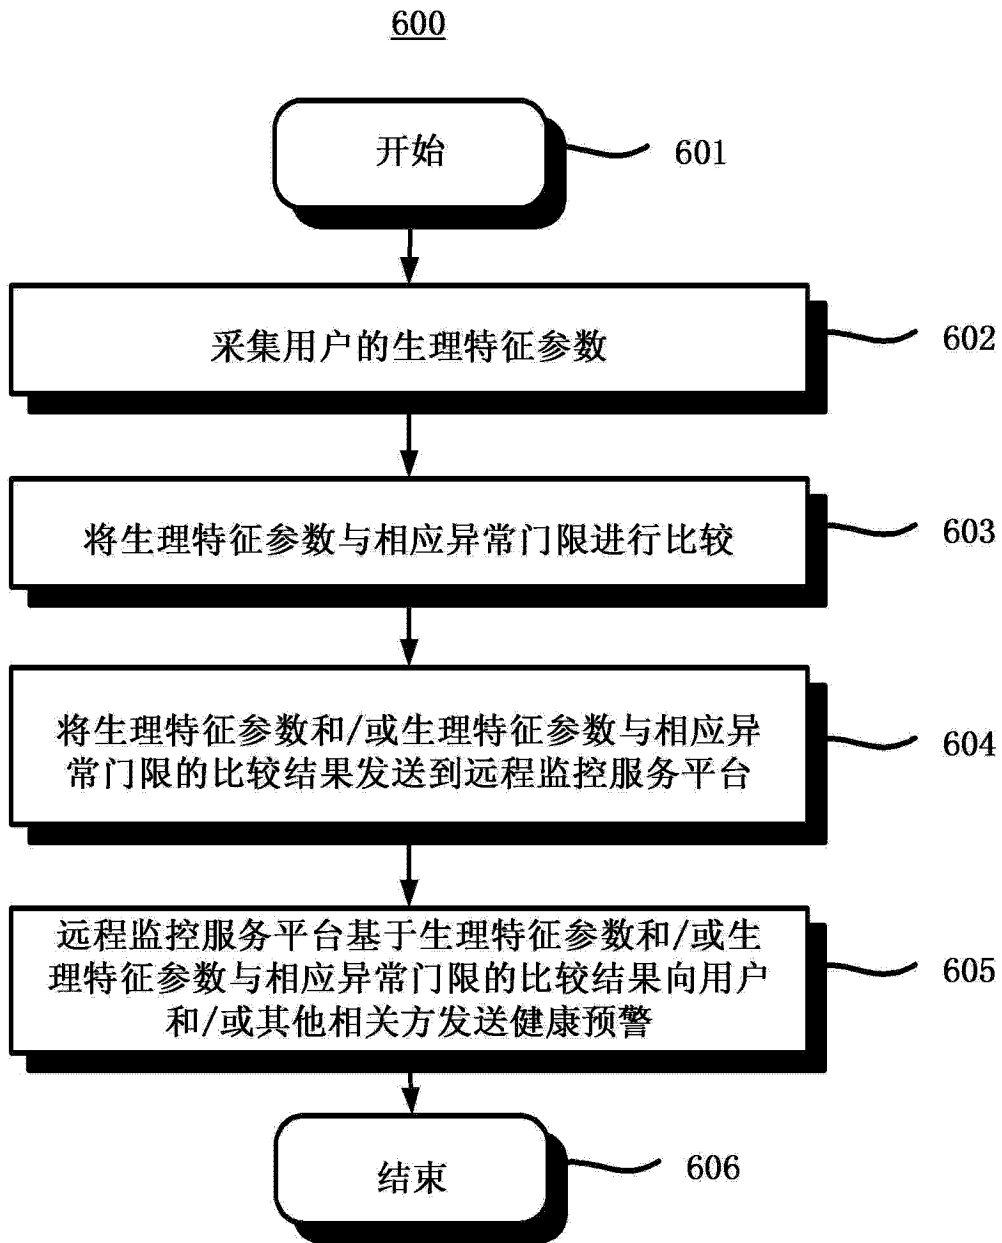 600
开始
601
采集用户的生理特征参数
602
将生理特征参数与相应异常门限进行比较
603
将生理特征参数和/或生理特征参数与相应异
常门限的比较结果发送到远程监控服务平台
604
远程监控服务平台基于生理特征参数和/或生
理特征参数与相应异常门限的比较结果向用户
和/或其他相关方发送健康预警
605
结束
606